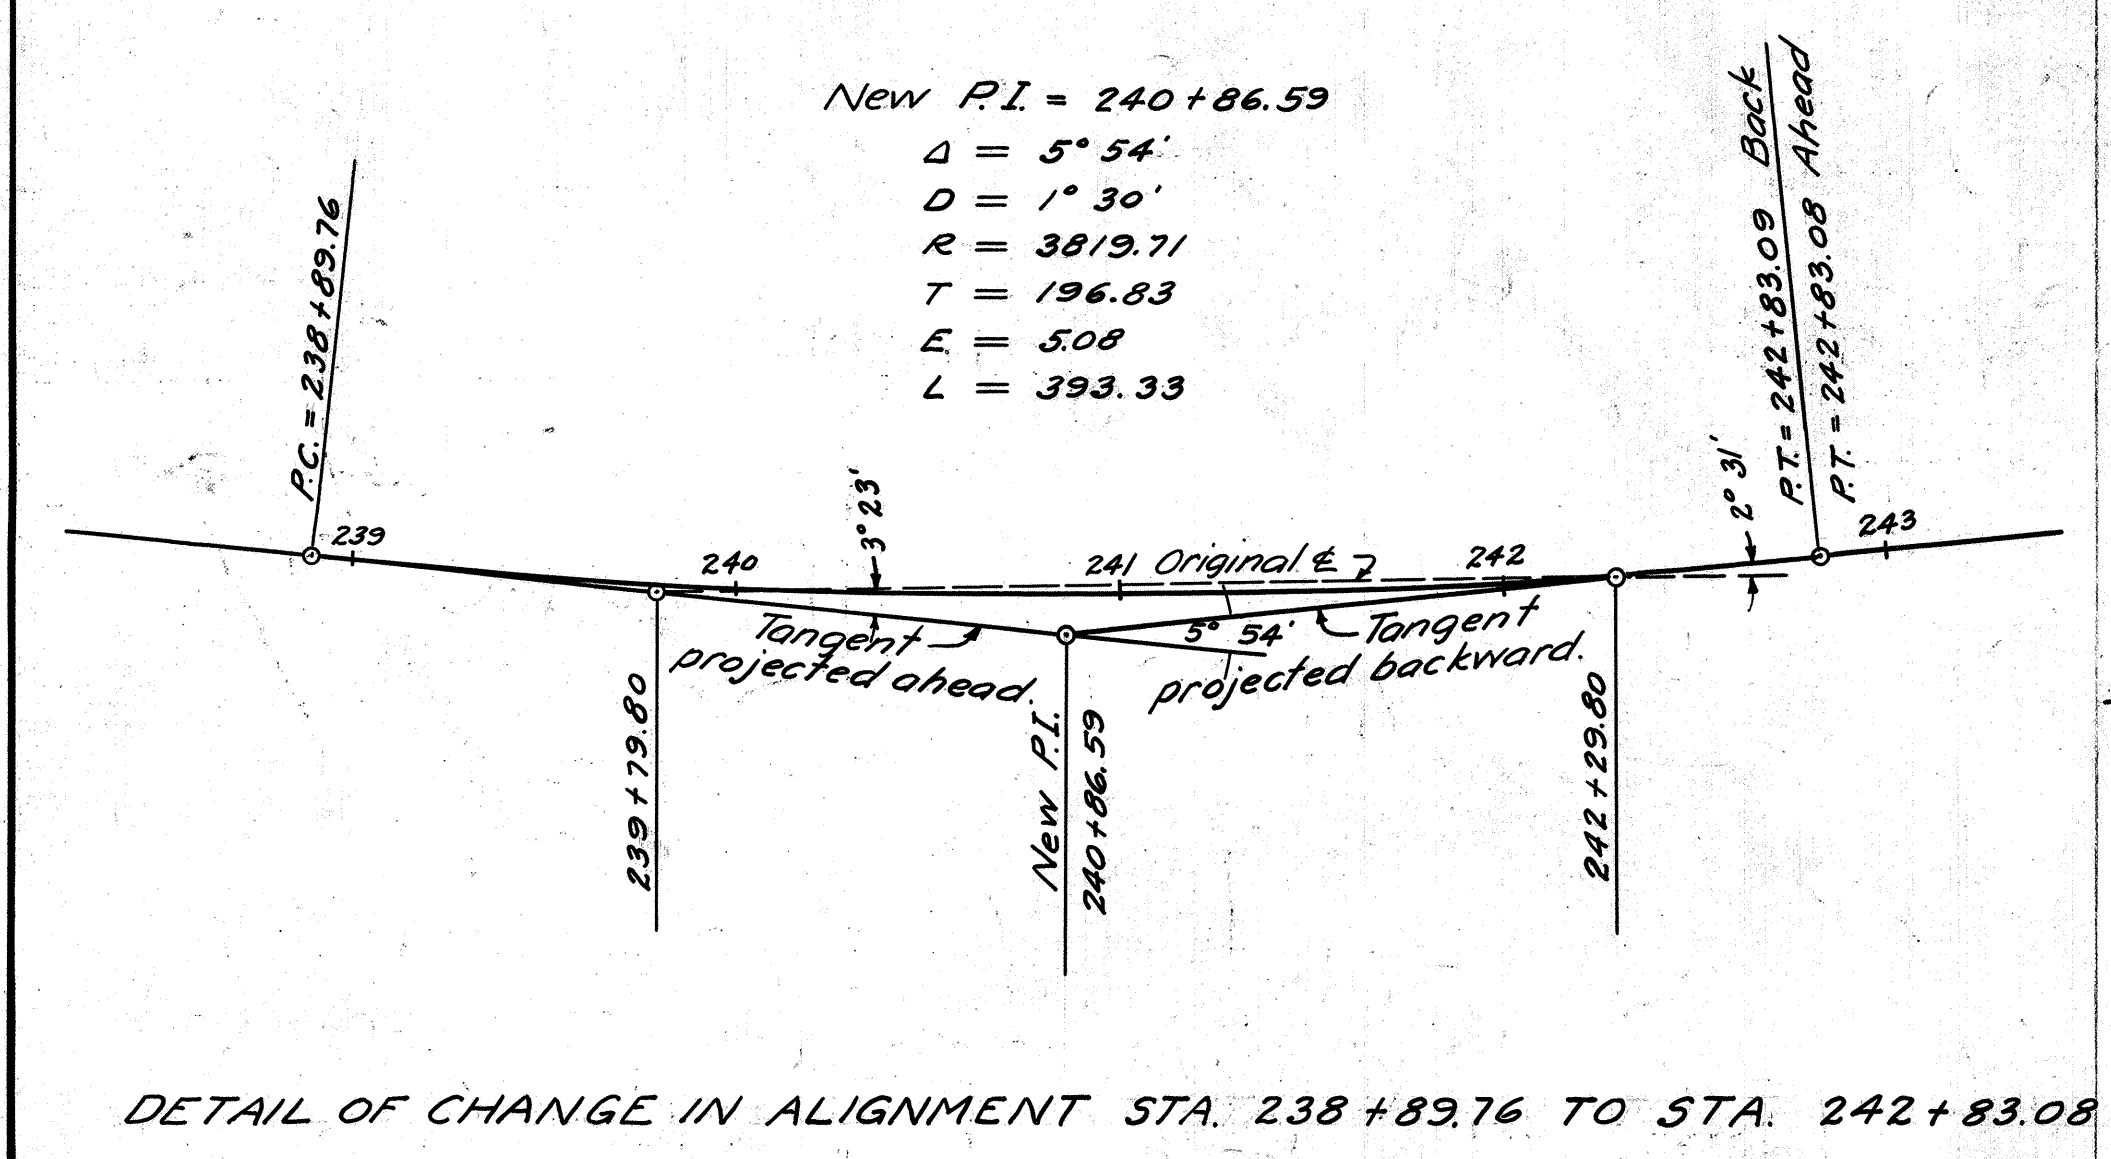 New P.I. = 240+86.59
Δ = 5° 54'
D = 1° 30'
R = 3819.71
T = 196.83
E = 5.08
L = 393.33
P.C. = 238+89.76
P.T. = 242+83.09 Back
P.T. = 242+83.08 Ahead
3° 23'
2° 31'
239
240
241
Original ℄
242
243
5° 54'
Tangent
projected ahead.
Tangent
projected backward.
239+79.80
New P.I.
240+86.59
242+29.80
DETAIL OF CHANGE IN ALIGNMENT STA. 238+89.76 TO STA. 242+83.08